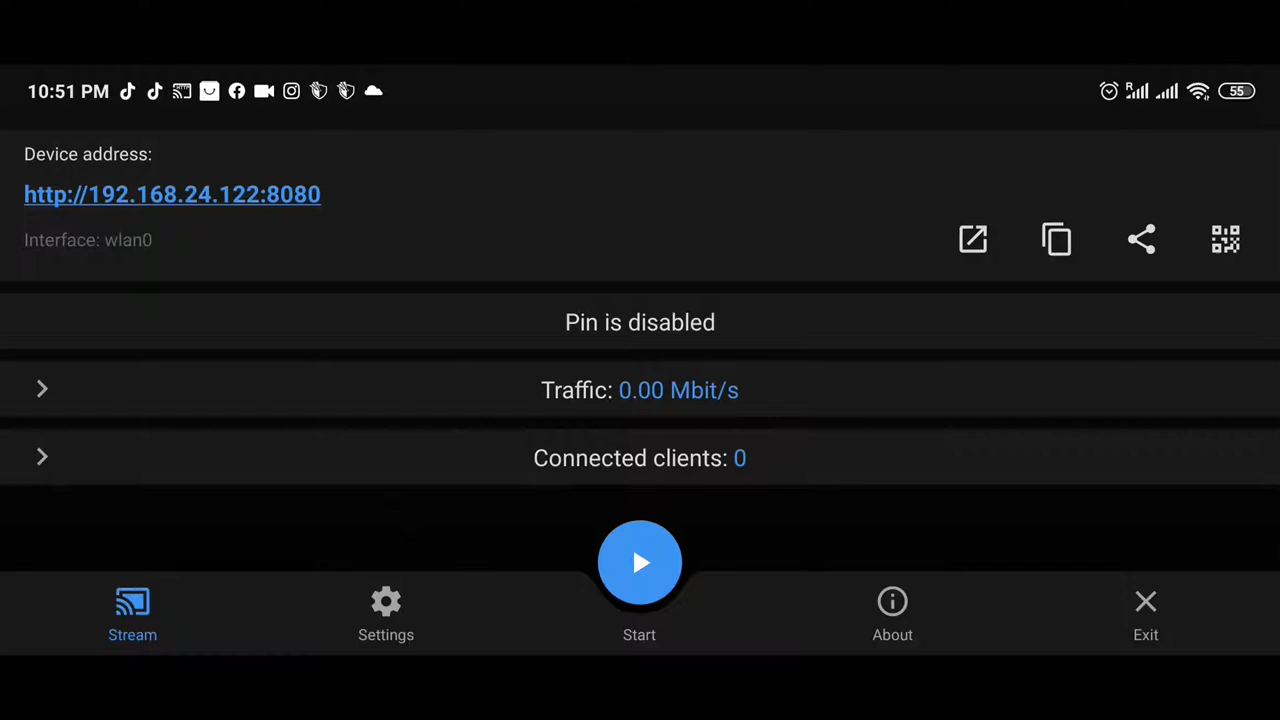 10:51 PM
R
55
Device address:
http://192.168.24.122:8080
Interface: wlan0
Pin is disabled
Traffic: 0.00 Mbit/s
Connected clients: 0
Stream
Settings
Start
About
Exit